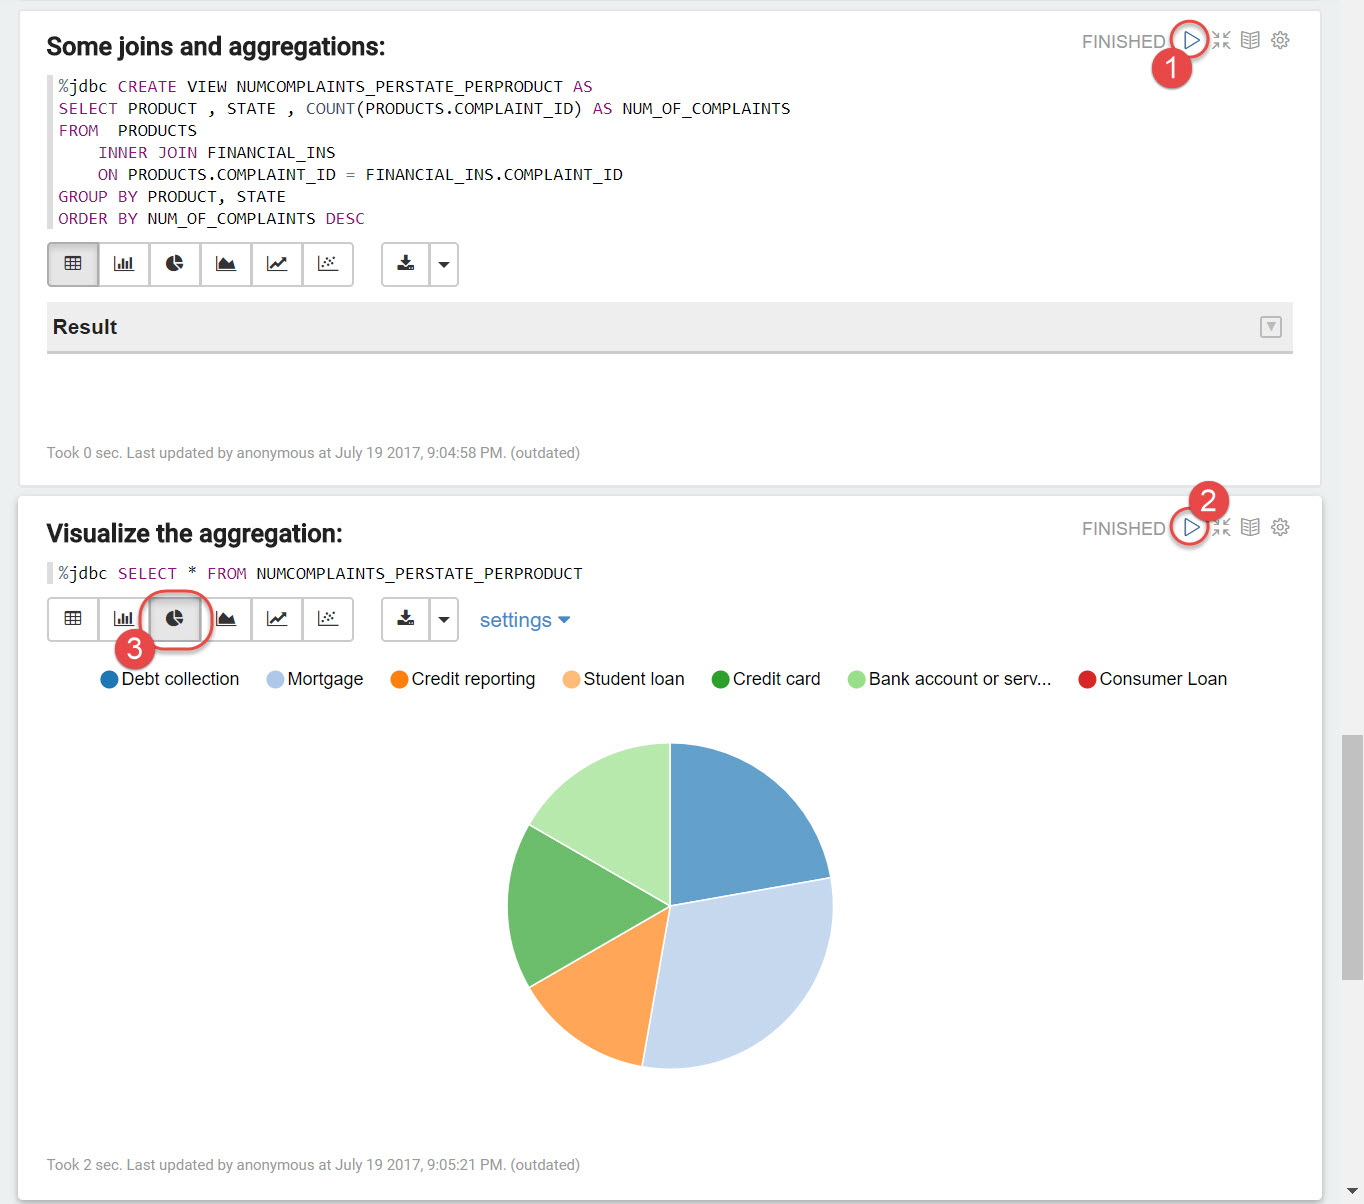 Some joins and aggregations:
FINISHED
1
%jdbc CREATE VIEW NUMCOMPLAINTS_PERSTATE_PERPRODUCT AS
SELECT PRODUCT , STATE , COUNT(PRODUCTS.COMPLAINT_ID) AS NUM_OF_COMPLAINTS
FROM  PRODUCTS
    INNER JOIN FINANCIAL_INS
    ON PRODUCTS.COMPLAINT_ID = FINANCIAL_INS.COMPLAINT_ID
GROUP BY PRODUCT, STATE
ORDER BY NUM_OF_COMPLAINTS DESC
Result
Took 0 sec. Last updated by anonymous at July 19 2017, 9:04:58 PM. (outdated)
2
Visualize the aggregation:
FINISHED
%jdbc SELECT * FROM NUMCOMPLAINTS_PERSTATE_PERPRODUCT
settings
3
Debt collection Mortgage Credit reporting Student loan Credit card Bank account or serv... Consumer Loan
Took 2 sec. Last updated by anonymous at July 19 2017, 9:05:21 PM. (outdated)